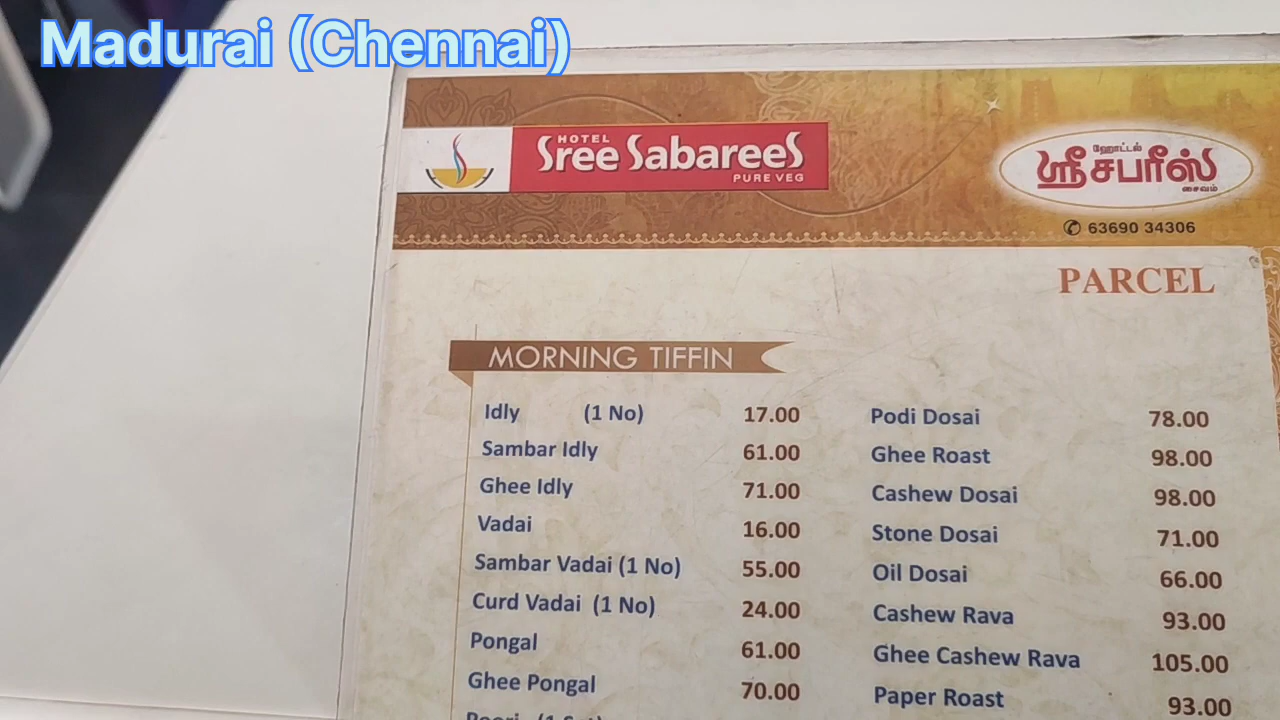 Madurai (Chennai)
HOTEL
Sree SabareeS
PURE VEG
ஹோட்டல்
ஸ்ரீசபரீஸ்
சைவம்
✆ 63690 34306
PARCEL
MORNING TIFFIN
Idly (1 No) 17.00
Sambar Idly 61.00
Ghee Idly 71.00
Vadai 16.00
Sambar Vadai (1 No) 55.00
Curd Vadai (1 No) 24.00
Pongal 61.00
Ghee Pongal 70.00
Podi Dosai 78.00
Ghee Roast 98.00
Cashew Dosai 98.00
Stone Dosai 71.00
Oil Dosai 66.00
Cashew Rava 93.00
Ghee Cashew Rava 105.00
Paper Roast 93.00